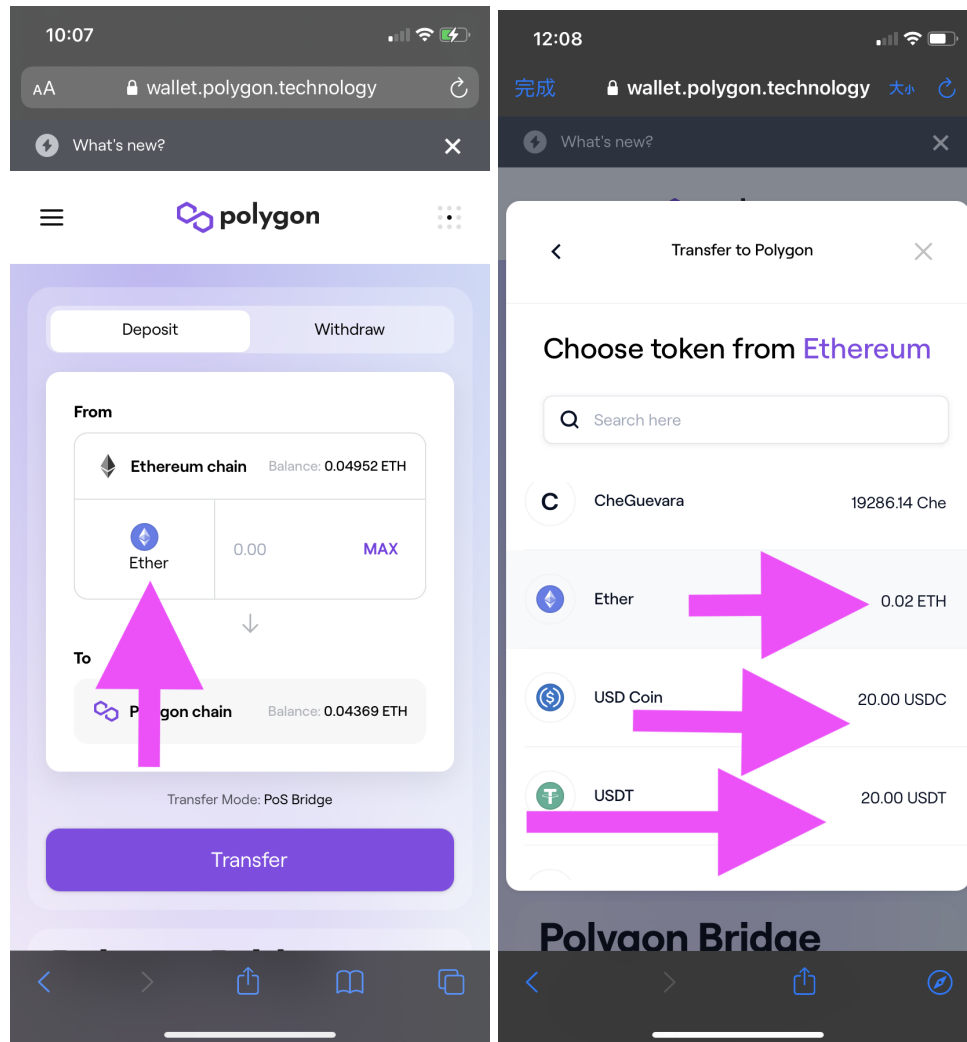 10:07
AA wallet.polygon.technology
What's new?
polygon
Deposit Withdraw
From
Ethereum chain Balance: 0.04952 ETH
Ether 0.00 MAX
To
Polygon chain Balance: 0.04369 ETH
Transfer Mode: PoS Bridge
Transfer
12:08
完成 wallet.polygon.technology 大小
What's new?
Transfer to Polygon
Choose token from Ethereum
Search here
C CheGuevara 19286.14 Che
Ether 0.02 ETH
USD Coin 20.00 USDC
USDT 20.00 USDT
Polygon Bridge